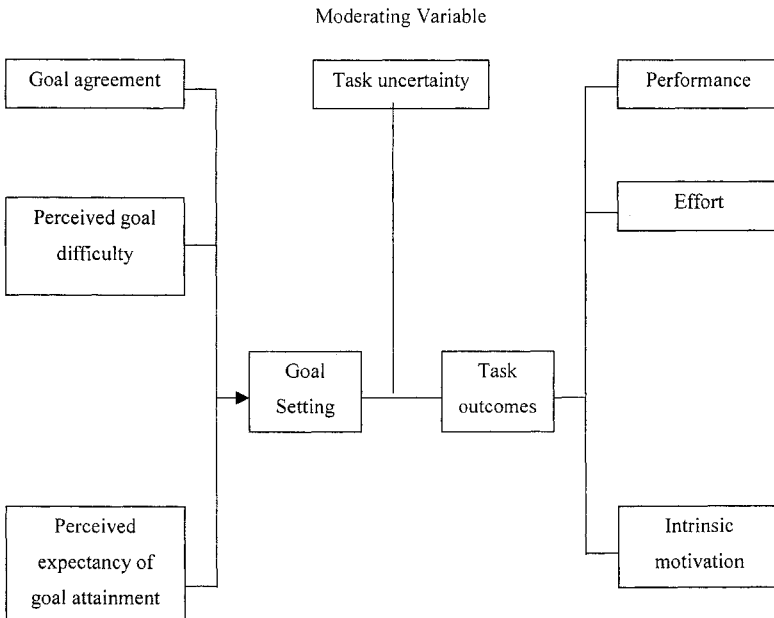 Moderating Variable
Goal agreement
Task uncertainty
Performance
Perceived goal
difficulty
Effort
Goal
Setting
Task
outcomes
Perceived
expectancy of
goal attainment
Intrinsic
motivation